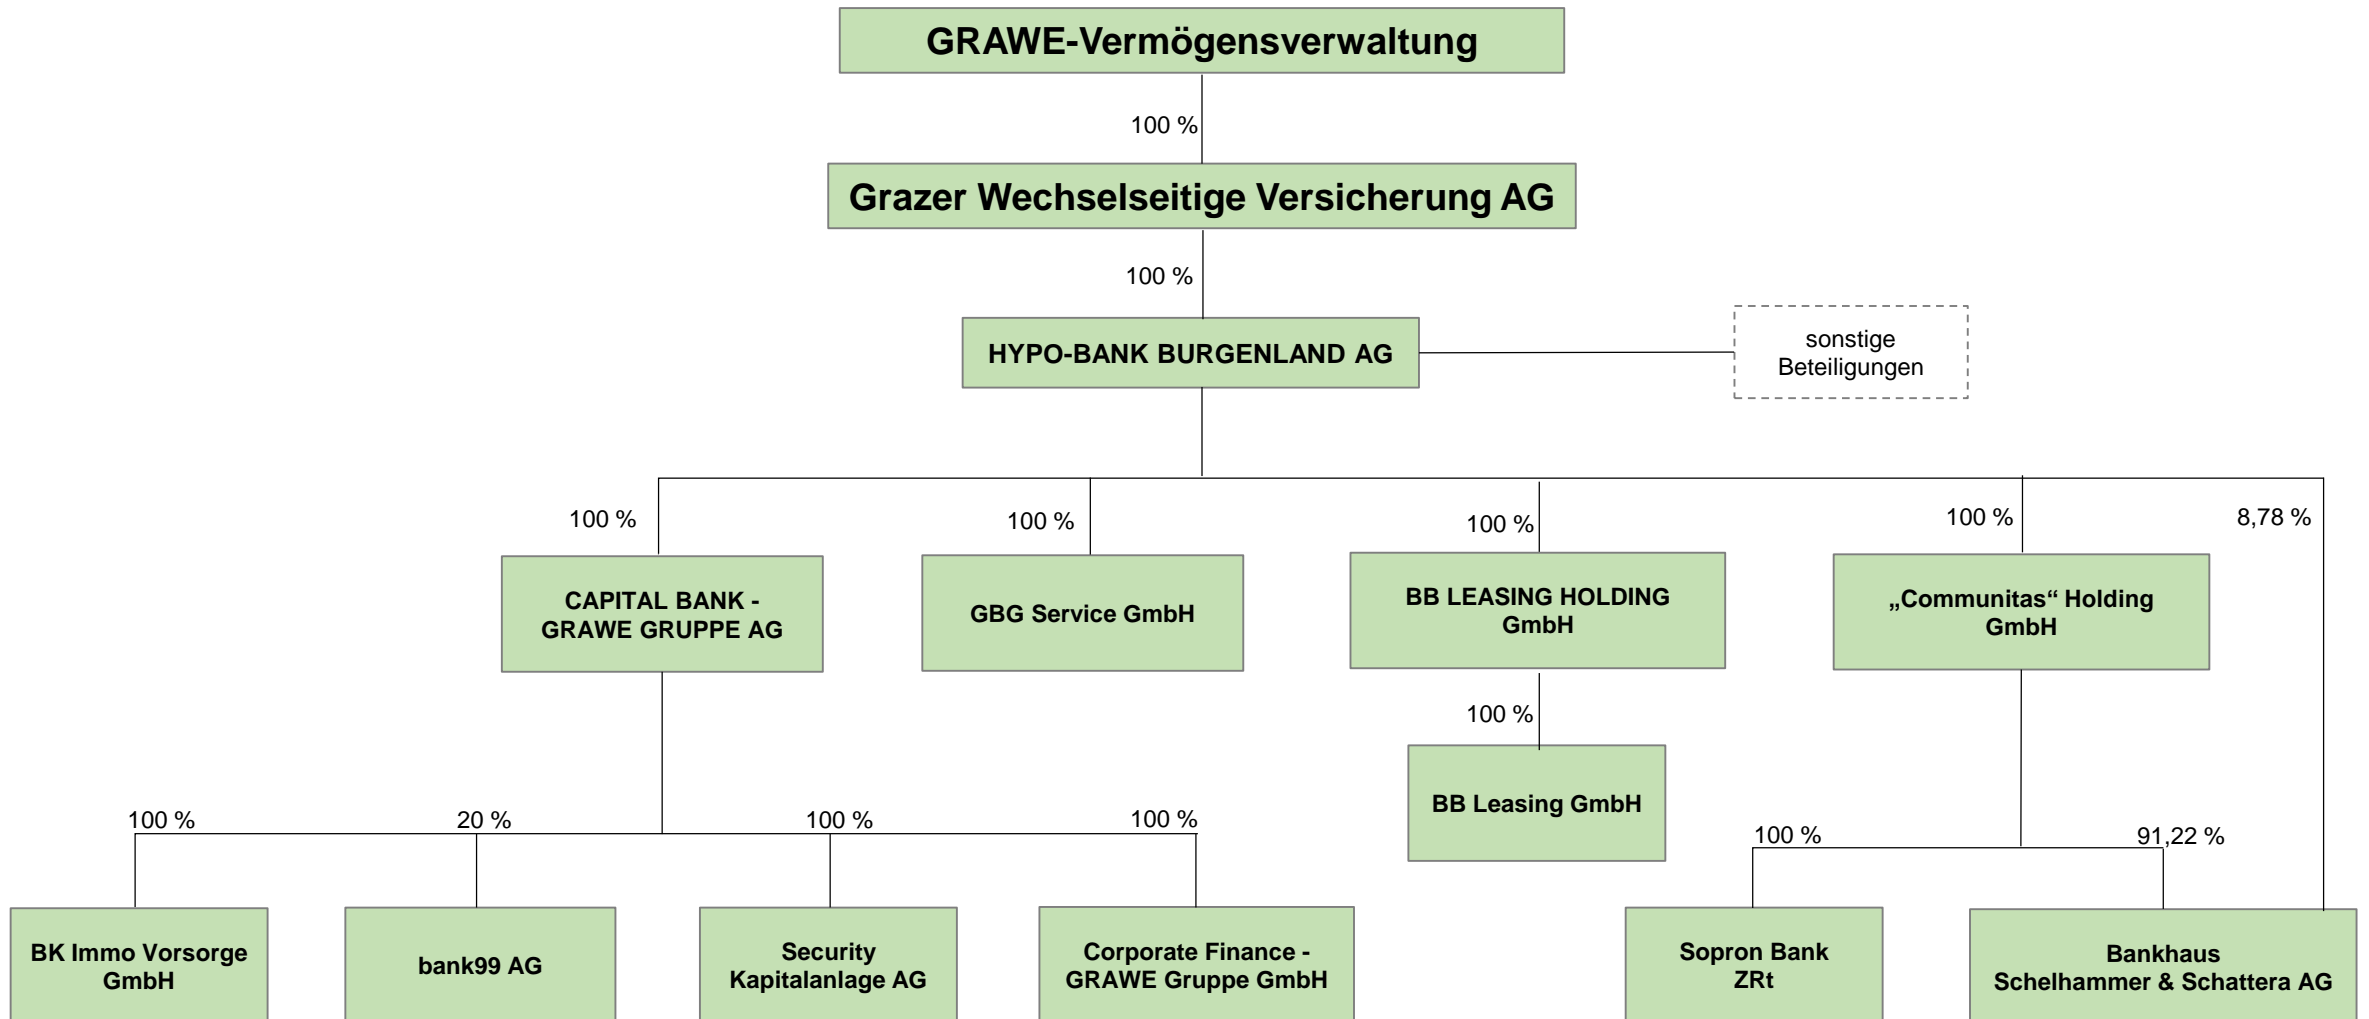 GRAWE-Vermögensverwaltung
100 %
Grazer Wechselseitige Versicherung AG
100 %
HYPO-BANK BURGENLAND AG
sonstige
Beteiligungen
100 %
100 %
100 %
100 %
8,78 %
CAPITAL BANK -
GRAWE GRUPPE AG
GBG Service GmbH
BB LEASING HOLDING
GmbH
„Communitas“ Holding
GmbH
100 %
BB Leasing GmbH
100 %
20 %
100 %
100 %
100 %
91,22 %
BK Immo Vorsorge
GmbH
bank99 AG
Security
Kapitalanlage AG
Corporate Finance -
GRAWE Gruppe GmbH
Sopron Bank
ZRt
Bankhaus
Schelhammer & Schattera AG